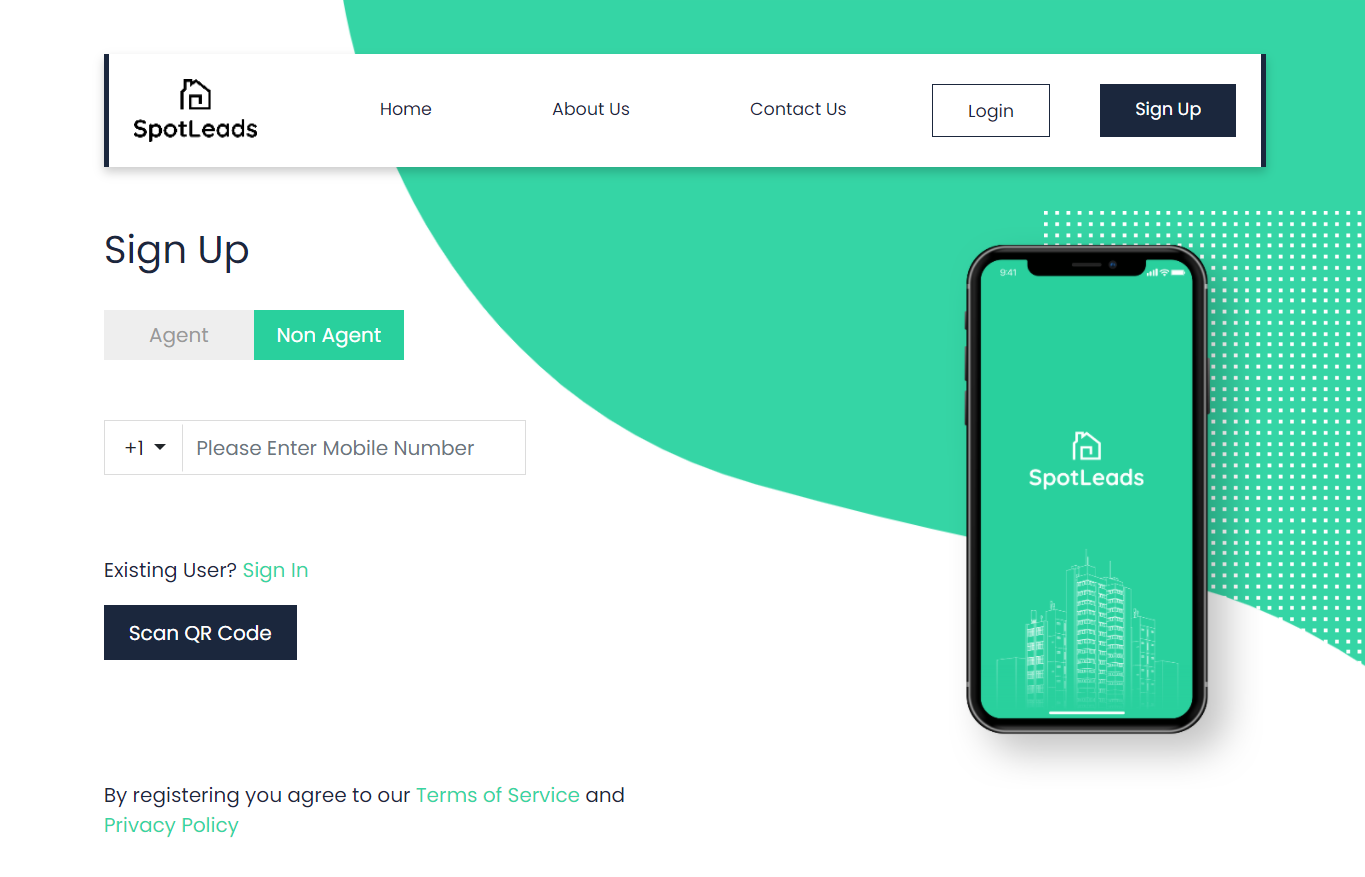 SpotLeads
Home
About Us
Contact Us
Login
Sign Up
Sign Up
Agent
Non Agent
+1
Please Enter Mobile Number
Existing User? Sign In
Scan QR Code
By registering you agree to our Terms of Service and
Privacy Policy
9:41
SpotLeads